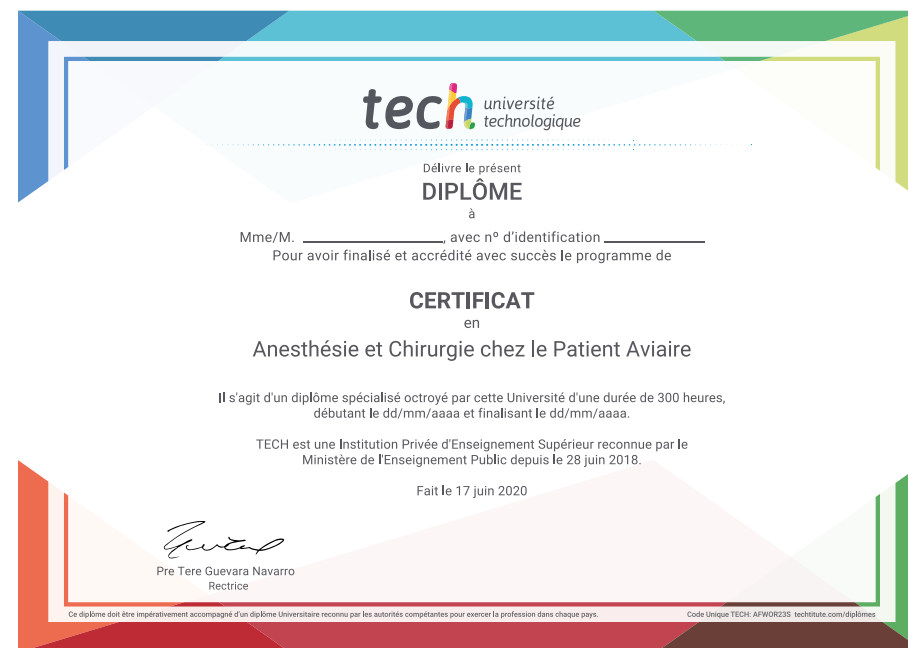 tech université
technologique
Délivre le présent
DIPLÔME
à
Mme/M. ____________________, avec nº d'identification ______________
Pour avoir finalisé et accrédité avec succès le programme de
CERTIFICAT
en
Anesthésie et Chirurgie chez le Patient Aviaire
Il s'agit d'un diplôme spécialisé octroyé par cette Université d'une durée de 300 heures,
débutant le dd/mm/aaaa et finalisant le dd/mm/aaaa.
TECH est une Institution Privée d'Enseignement Supérieur reconnue par le
Ministère de l'Enseignement Public depuis le 28 juin 2018.
Fait le 17 juin 2020
Pre Tere Guevara Navarro
Rectrice
Ce diplôme doit être impérativement accompagné d'un diplôme Universitaire reconnu par les autorités compétentes pour exercer la profession dans chaque pays.
Code Unique TECH: AFWOR23S techtitute.com/diplômes